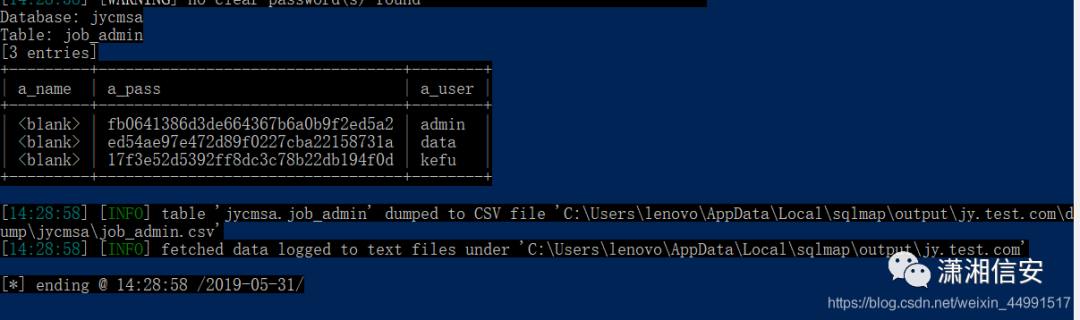 [14:28:58] [WARNING] no clear password(s) found
Database: jycmsa
Table: job_admin
[3 entries]
+---------+----------------------------------+--------+
| a_name | a_pass | a_user |
+---------+----------------------------------+--------+
| <blank> | fb0641386d3de664367b6a0b9f2ed5a2 | admin |
| <blank> | ed54ae97e472d89f0227cba22158731a | data |
| <blank> | 17f3e52d5392ff8dc3c78b22db194f0d | kefu |
+---------+----------------------------------+--------+
[14:28:58] [INFO] table 'jycmsa.job_admin' dumped to CSV file 'C:\Users\lenovo\AppData\Local\sqlmap\output\jy.test.com\d
ump\jycmsa\job_admin.csv'
[14:28:58] [INFO] fetched data logged to text files under 'C:\Users\lenovo\AppData\Local\sqlmap\output\jy.test.com'
[*] ending @ 14:28:58 /2019-05-31/
潇湘信安
https://blog.csdn.net/weixin_44991517